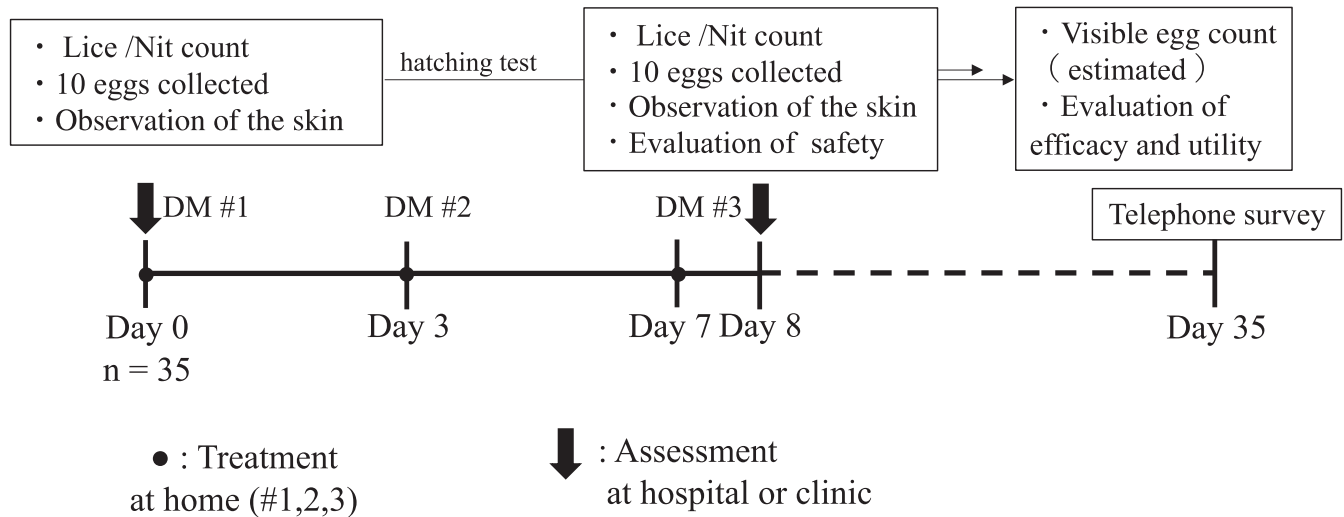 ・ Lice /Nit count
・ 10 eggs collected
・ Observation of the skin
hatching test
・ Lice /Nit count
・ 10 eggs collected
・ Observation of the skin
・ Evaluation of safety
・ Visible egg count
（ estimated ）
・ Evaluation of
efficacy and utility
DM #1
DM #2
DM #3
Telephone survey
Day 0
n = 35
Day 3
Day 7
Day 8
Day 35
● : Treatment
at home (#1,2,3)
: Assessment
at hospital or clinic